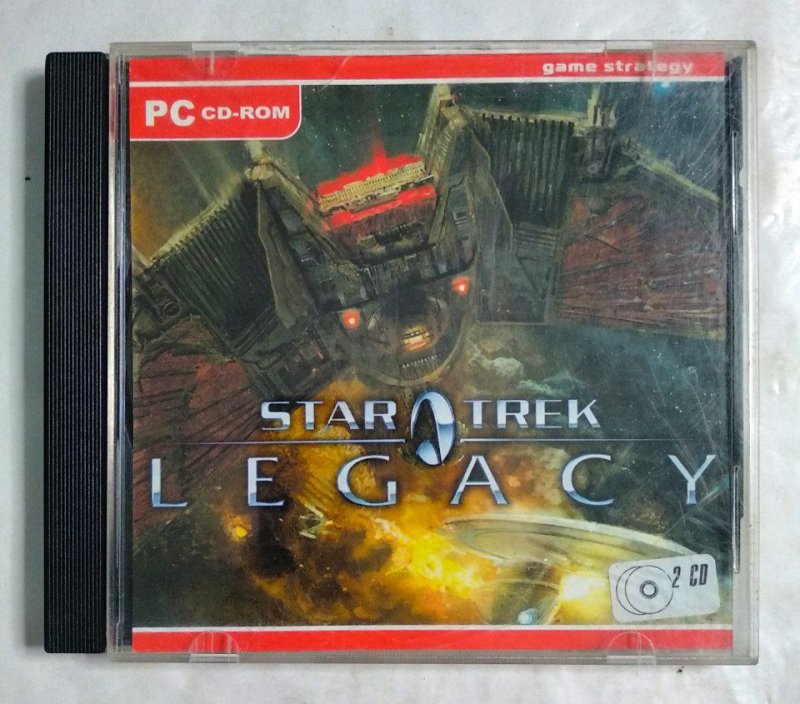 game strategy
PC CD-ROM
STAR TREK
LEGACY
2 CD